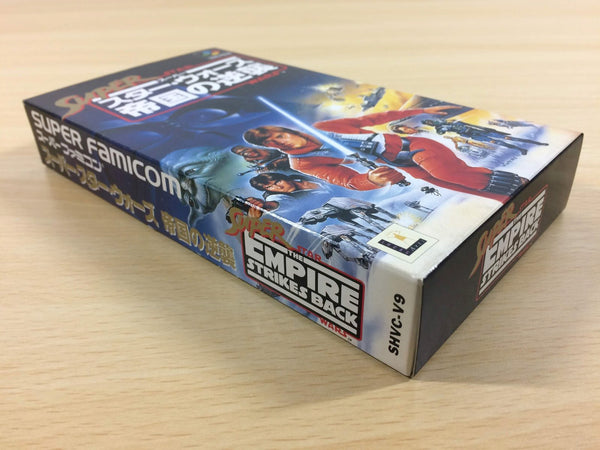 SUPER STAR WARS
スター・ウォーズ
帝国の逆襲
SUPER FAMICOM
スーパーファミコン
スーパースター・ウォーズ 帝国の逆襲
SUPER STAR
THE
EMPIRE
STRIKES BACK
WARS
SHVC-V9
SUPER STAR
THE
EMPIRE
STRIKES BACK